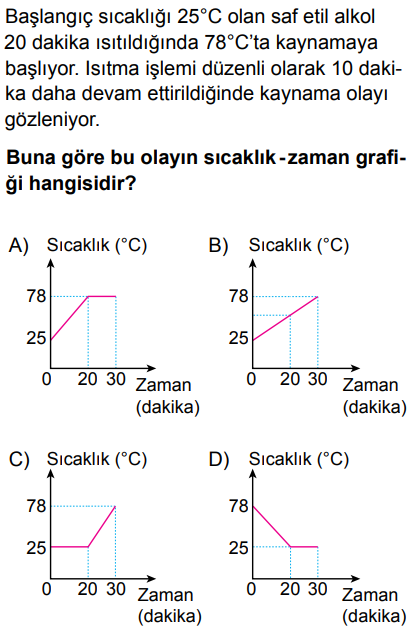 Başlangıç sıcaklığı 25°C olan saf etil alkol
20 dakika ısıtıldığında 78°C'ta kaynamaya
başlıyor. Isıtma işlemi düzenli olarak 10 daki-
ka daha devam ettirildiğinde kaynama olayı
gözleniyor.
Buna göre bu olayın sıcaklık-zaman grafi-
ği hangisidir?
A) Sıcaklık (°C)
78
25
0 20 30 Zaman
(dakika)
B) Sıcaklık (°C)
78
25
0 20 30 Zaman
(dakika)
C) Sıcaklık (°C)
78
25
0 20 30 Zaman
(dakika)
D) Sıcaklık (°C)
78
25
0 20 30 Zaman
(dakika)